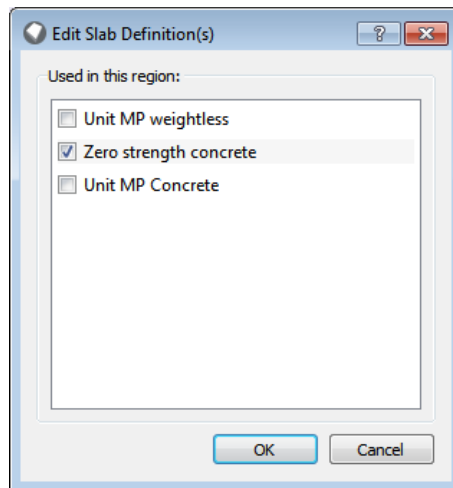 Edit Slab Definition(s)
Used in this region:
Unit MP weightless
Zero strength concrete
Unit MP Concrete
OK Cancel